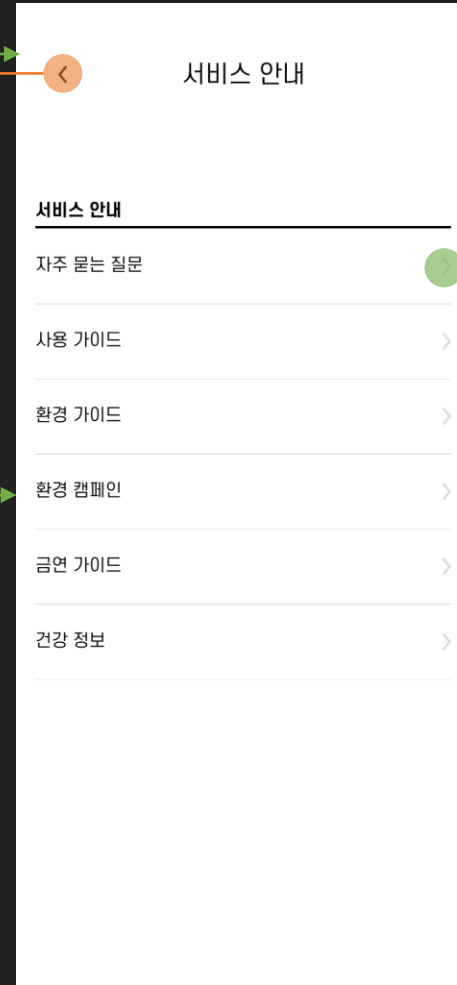 서비스 안내
서비스 안내
자주 묻는 질문
사용 가이드
환경 가이드
환경 캠페인
금연 가이드
건강 정보